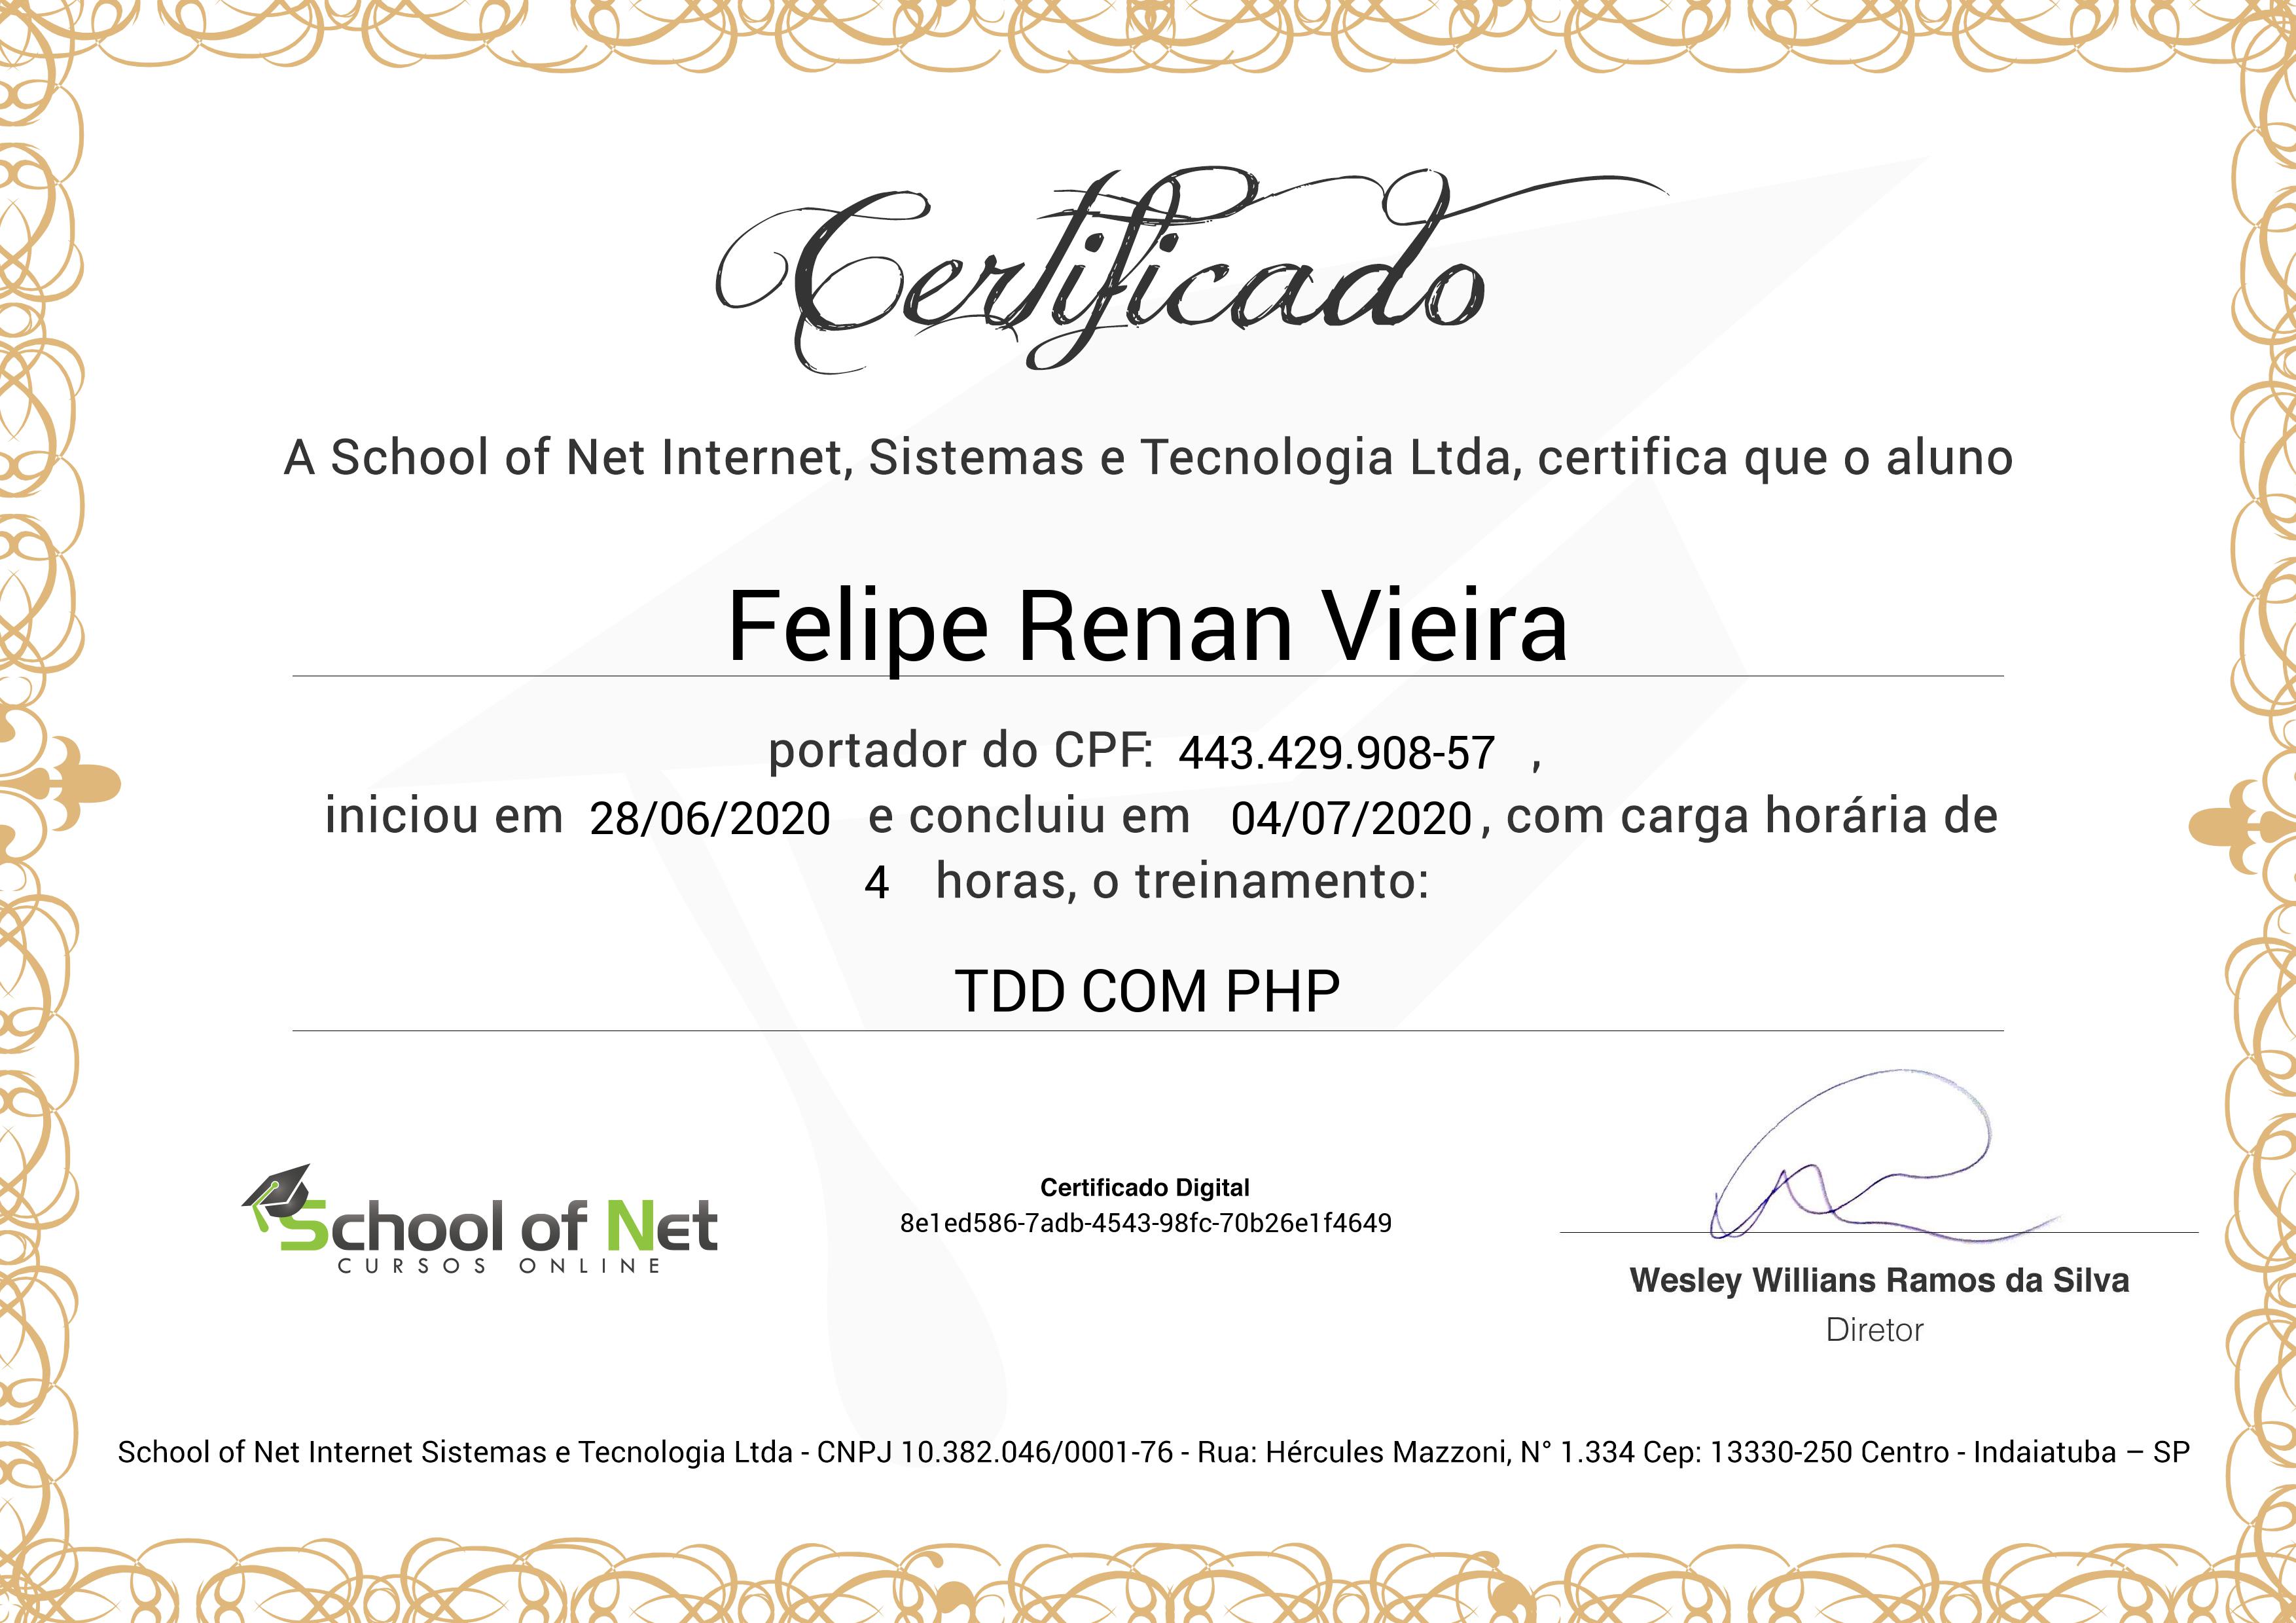 Certificado
A School of Net Internet, Sistemas e Tecnologia Ltda, certifica que o aluno
Felipe Renan Vieira
portador do CPF: 443.429.908-57 ,
iniciou em 28/06/2020 e concluiu em 04/07/2020, com carga horária de
4 horas, o treinamento:
TDD COM PHP
School of Net
CURSOS ONLINE
Certificado Digital
8e1ed586-7adb-4543-98fc-70b26e1f4649
Wesley Willians Ramos da Silva
Diretor
School of Net Internet Sistemas e Tecnologia Ltda - CNPJ 10.382.046/0001-76 - Rua: Hércules Mazzoni, N° 1.334 Cep: 13330-250 Centro - Indaiatuba – SP